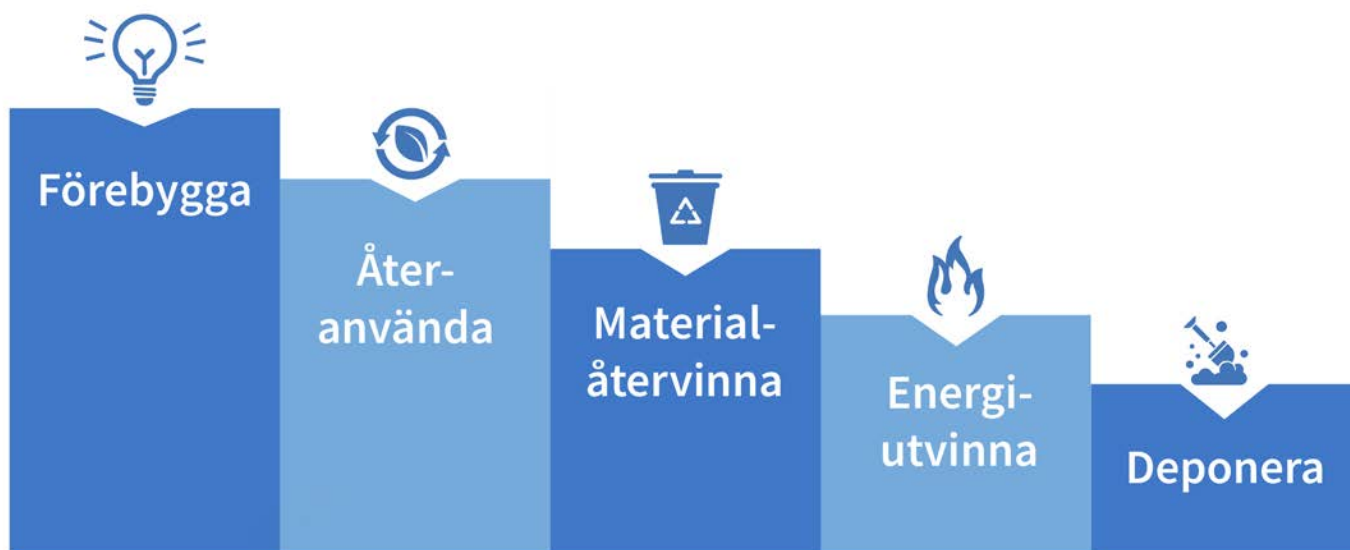 Förebygga
Åter-
använda
Material-
återvinna
Energi-
utvinna
Deponera